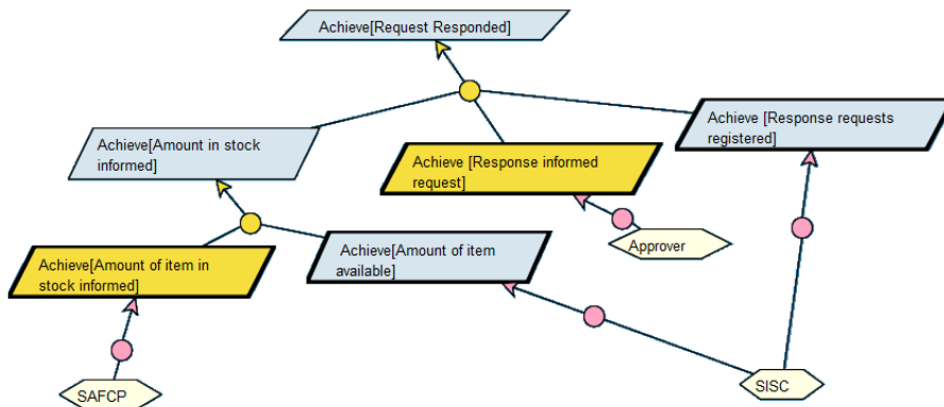 Achieve[Request Responded]
Achieve [Response requests
registered]
Achieve[Amount in stock
informed]
Achieve [Response informed
request]
Approver
Achieve[Amount of item
available]
Achieve[Amount of item in
stock informed]
SAFCP
SISC